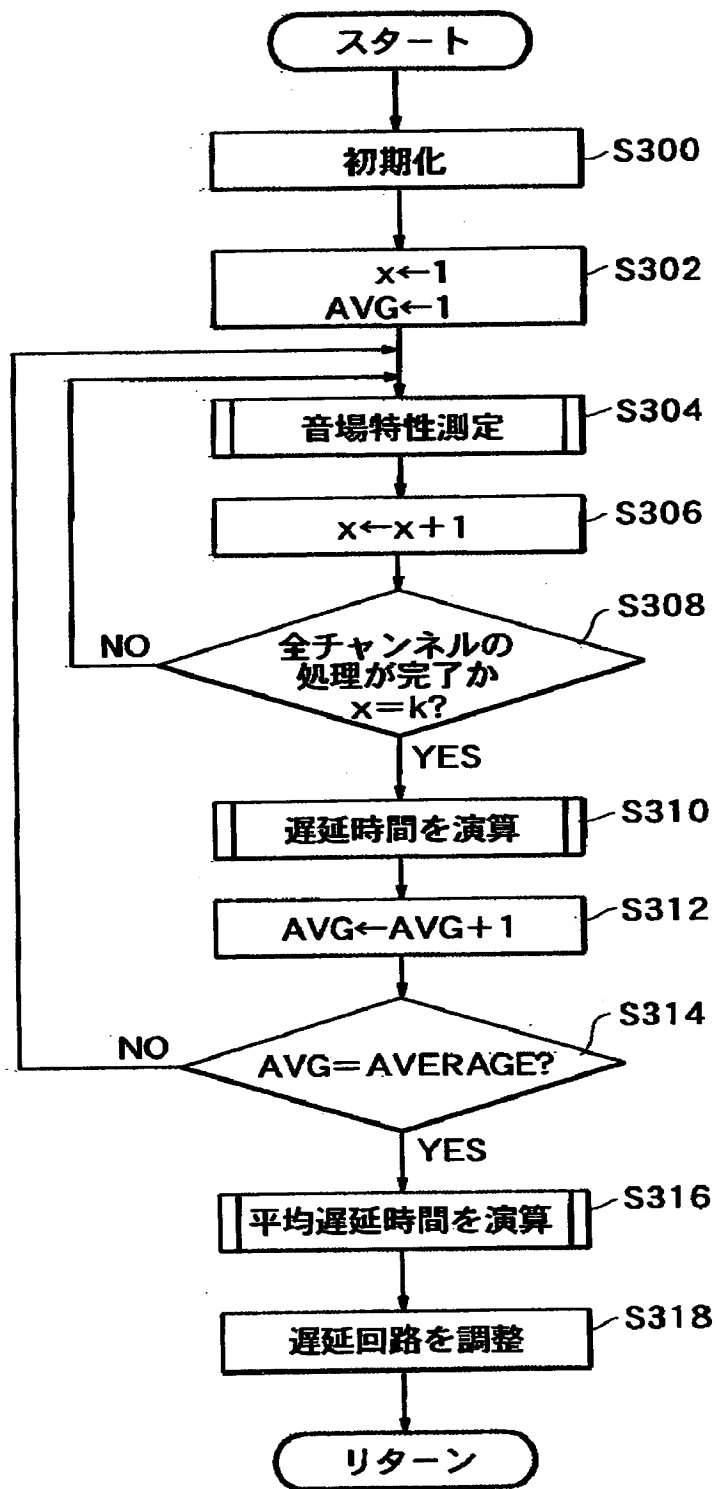 スタート
初期化
S300
x←1
AVG←1
S302
音場特性測定
S304
x←x+1
S306
全チャンネルの
処理が完了か
x=k?
S308
NO
YES
遅延時間を演算
S310
AVG←AVG+1
S312
AVG=AVERAGE?
S314
NO
YES
平均遅延時間を演算
S316
遅延回路を調整
S318
リターン